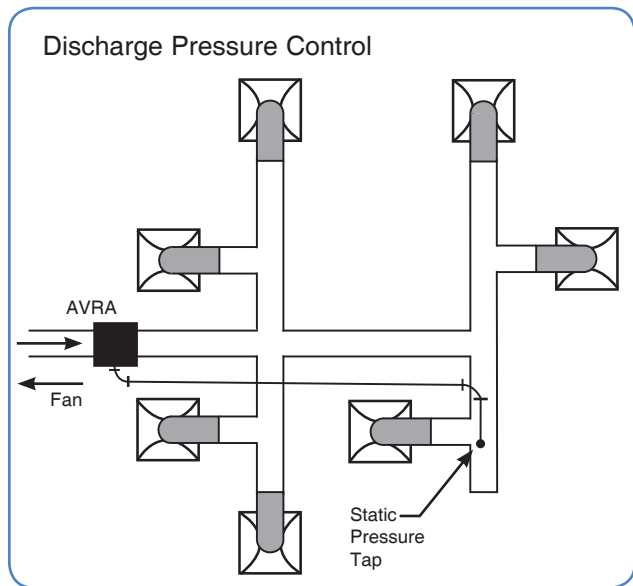 Discharge Pressure Control
AVRA
Fan
Static
Pressure
Tap